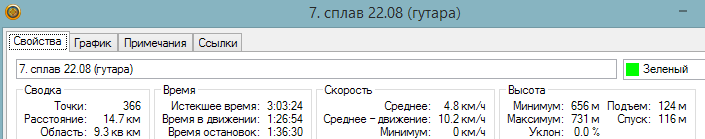 7. сплав 22.08 (гутара)
Свойства График Примечания Ссылки
7. сплав 22.08 (гутара) Зеленый
Сводка Время Скорость Высота
Точки: 366 Истекшее время: 3:03:24 Среднее: 4.8 км/ч Минимум: 656 м Подъем: 124 м
Расстояние: 14.7 км Время в движении: 1:26:54 Среднее - движение: 10.2 км/ч Максимум: 731 м Спуск: 116 м
Область: 9.3 кв км Время остановок: 1:36:30 Минимум: 0 км/ч Уклон: 0.0 %